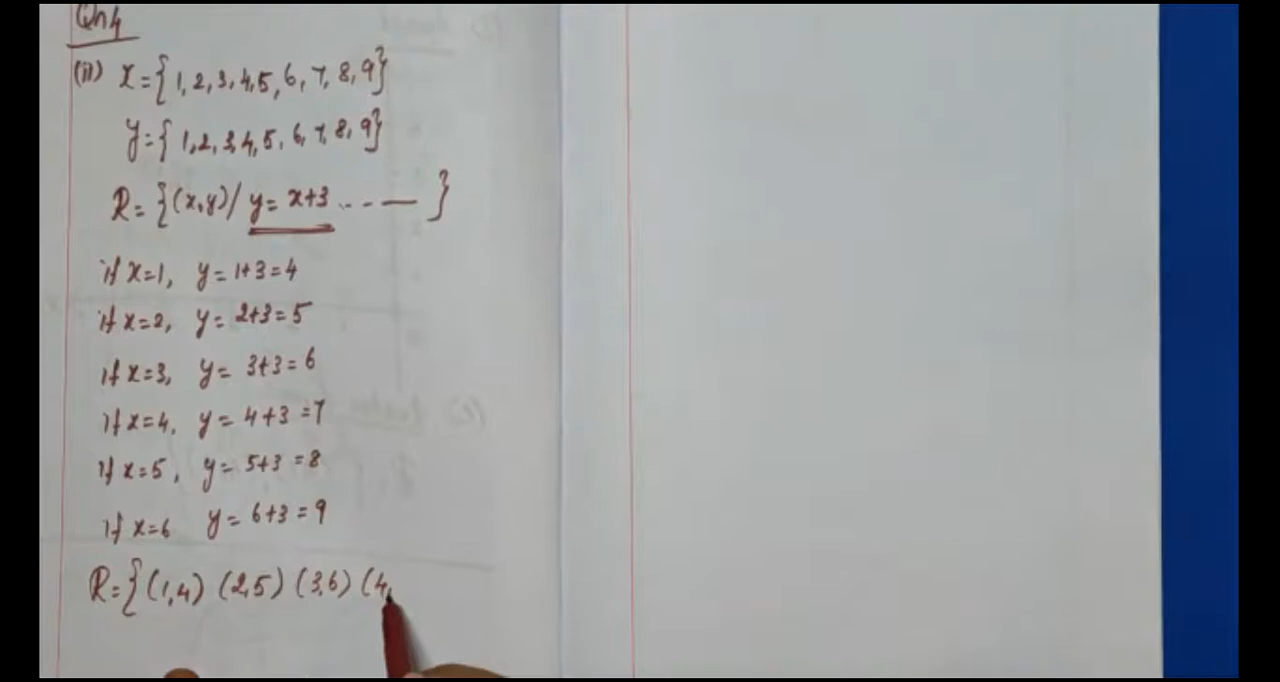 Qn 4
(ii) X={1,2,3,4,5,6,7,8,9}
y={1,2,3,4,5,6,7,8,9}
R={(x,y)/ y=x+3 ..-— }
if x=1, y=1+3=4
if x=2, y=2+3=5
if x=3, y=3+3=6
if x=4, y=4+3=7
if x=5, y=5+3=8
if x=6 y=6+3=9
R={(1,4) (2,5) (3,6) (4,